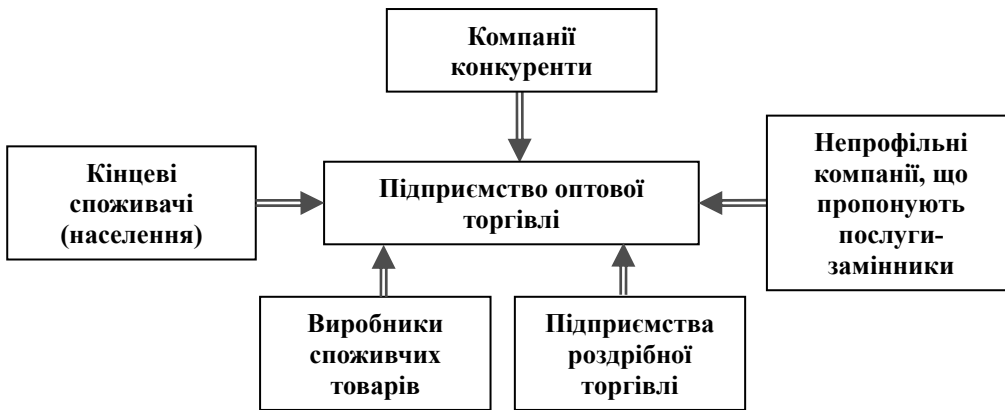 Компанії
конкуренти
Кінцеві
споживачі
(населення)
Підприємство оптової
торгівлі
Непрофільні
компанії, що
пропонують
послуги-
замінники
Виробники
споживчих
товарів
Підприємства
роздрібної
торгівлі